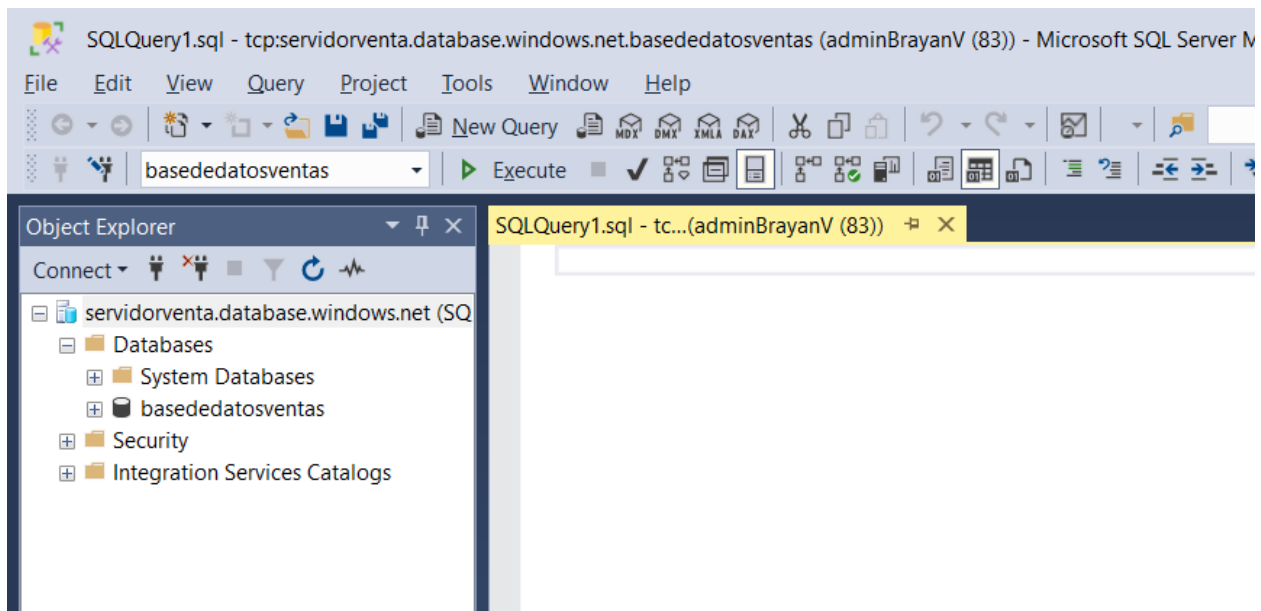 SQLQuery1.sql - tcp:servidorventa.database.windows.net.basededatosventas (adminBrayanV (83)) - Microsoft SQL Server M
File Edit View Query Project Tools Window Help
New Query MDX DMX XMLA DAX
basededatosventas Execute
Object Explorer
SQLQuery1.sql - tc...(adminBrayanV (83))
Connect
servidorventa.database.windows.net (SQ
Databases
System Databases
basededatosventas
Security
Integration Services Catalogs